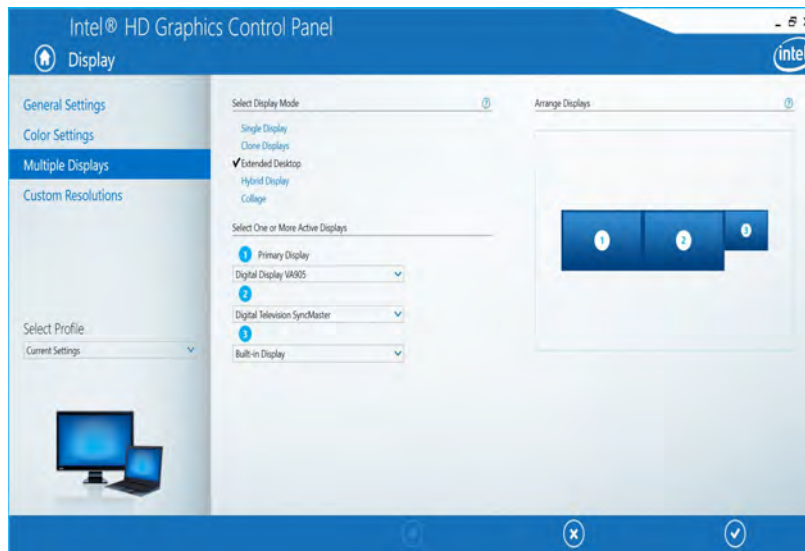 Intel® HD Graphics Control Panel
Display
intel
General Settings
Color Settings
Multiple Displays
Custom Resolutions
Select Profile
Current Settings
Select Display Mode
?
Single Display
Clone Displays
Extended Desktop
Hybrid Display
Collage
Select One or More Active Displays
1 Primary Display
Digital Display VA905
2
Digital Television SyncMaster
3
Built-in Display
Arrange Displays
?
1
2
3